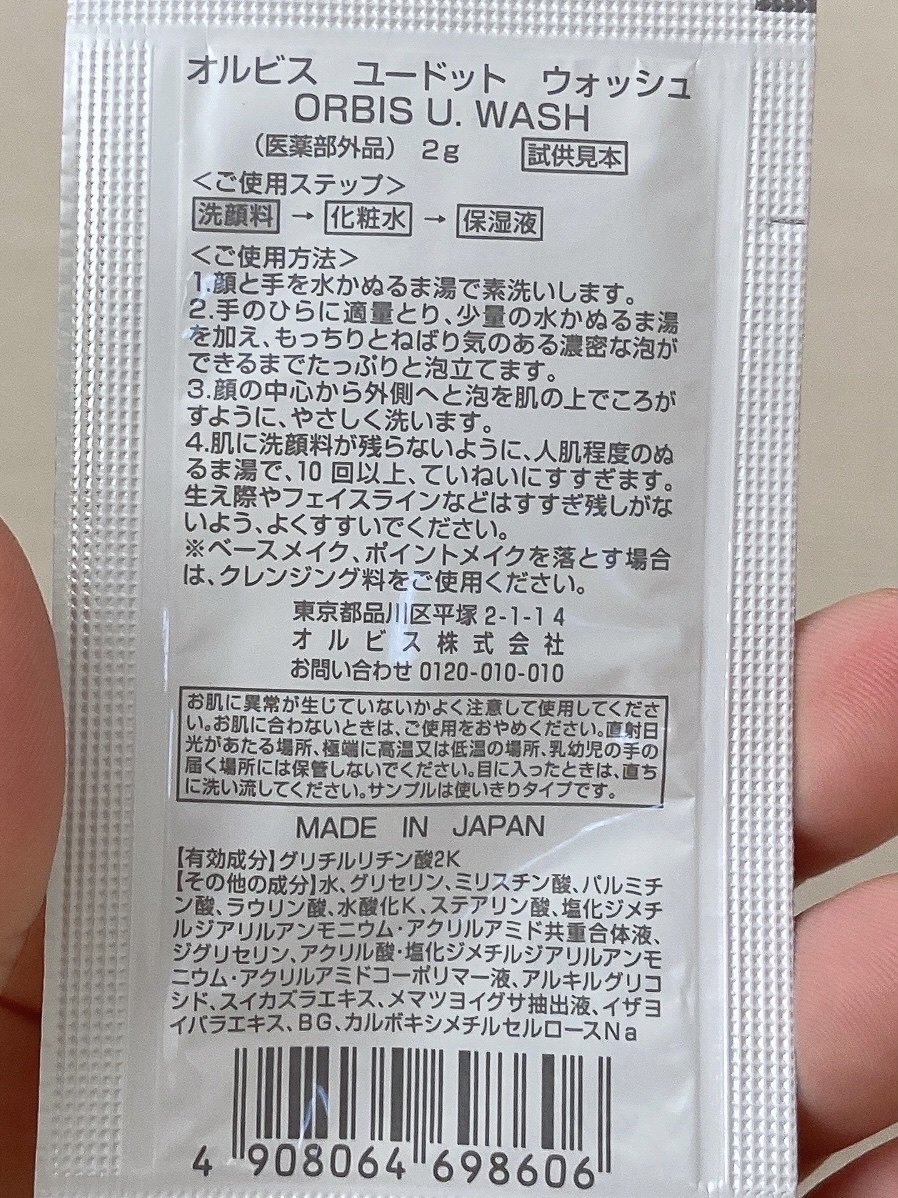 オルビス　ユードット　ウォッシュ
ORBIS U. WASH
（医薬部外品） 2g 試供見本
＜ご使用ステップ＞
洗顔料 → 化粧水 → 保湿液
＜ご使用方法＞
1.顔と手を水かぬるま湯で素洗いします。
2.手のひらに適量とり、少量の水かぬるま湯
を加え、もっちりとねばり気のある濃密な泡が
できるまでたっぷりと泡立てます。
3.顔の中心から外側へと泡を肌の上でころが
すように、やさしく洗います。
4.肌に洗顔料が残らないように、人肌程度のぬ
るま湯で、10回以上、ていねいにすすぎます。
生え際やフェイスラインなどはすすぎ残しがな
いよう、よくすすいでください。
※ベースメイク、ポイントメイクを落とす場合
は、クレンジング料をご使用ください。
東京都品川区平塚2-1-14
オルビス株式会社
お問い合わせ 0120-010-010
お肌に異常が生じていないかよく注意して使用してくださ
い。お肌に合わないときは、ご使用をおやめください。直射日
光があたる場所、極端に高温又は低温の場所、乳幼児の手の
届く場所には保管しないでください。目に入ったときは、直ち
に洗い流してください。サンプルは使いきりタイプです。
MADE IN JAPAN
【有効成分】グリチルリチン酸2K
【その他の成分】水、グリセリン、ミリスチン酸、パルミチ
ン酸、ラウリン酸、水酸化K、ステアリン酸、塩化ジメチ
ルジアリルアンモニウム・アクリルアミド共重合体液、
ジグリセリン、アクリル酸・塩化ジメチルジアリルアンモ
ニウム・アクリルアミドコーポリマー液、アルキルグリコ
シド、スイカズラエキス、メマツヨイグサ抽出液、イザヨ
イバラエキス、BG、カルボキシメチルセルロースNa
4 908064 698606